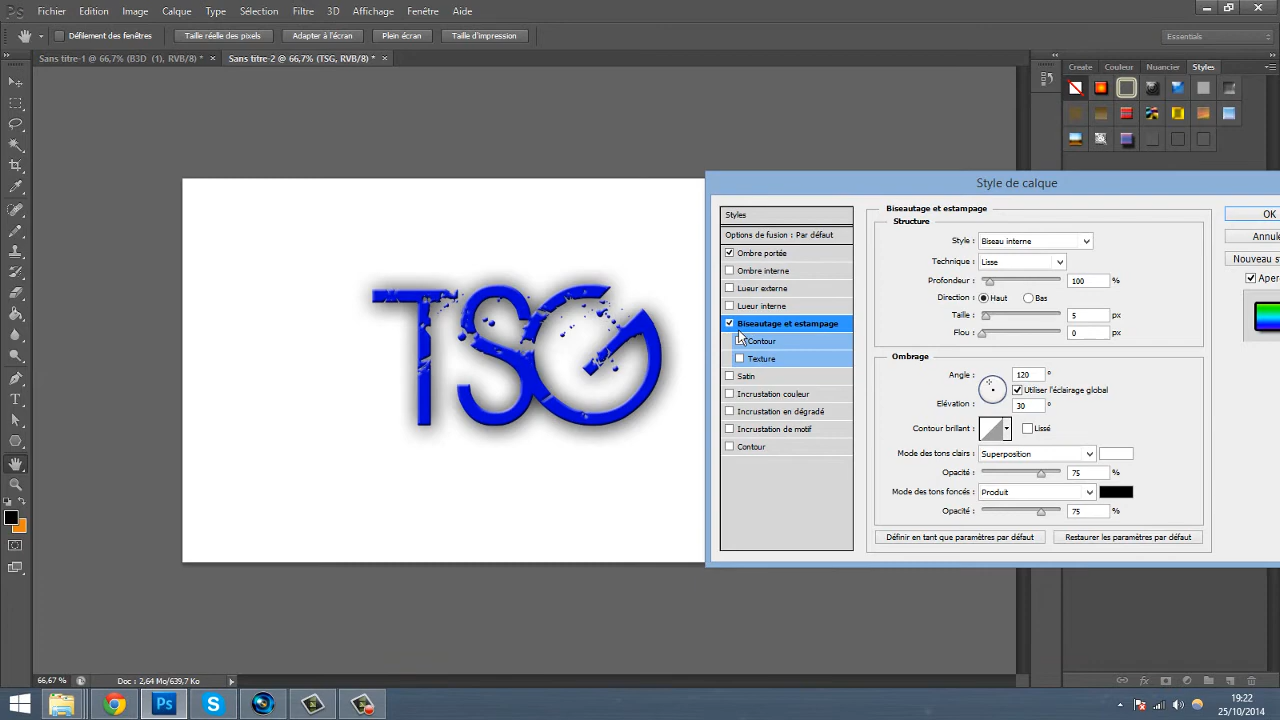 Ps Fichier Edition Image Calque Type Sélection Filtre 3D Affichage Fenêtre Aide
Défilement des fenêtres Taille réelle des pixels Adapter à l'écran Plein écran Taille d'impression Essentials
Sans titre-1 @ 66,7% (B3D (1), RVB/8) * × Sans titre-2 @ 66,7% (TSG, RVB/8) * ×
Create Couleur Nuancier Styles
Style de calque
Styles
Options de fusion : Par défaut
Ombre portée
Ombre interne
Lueur externe
Lueur interne
Biseautage et estampage
Contour
Texture
Satin
Incrustation couleur
Incrustation en dégradé
Incrustation de motif
Contour
Biseautage et estampage
Structure
Style : Biseau interne
Technique : Lisse
Profondeur : 100 %
Direction : Haut Bas
Taille : 5 px
Flou : 0 px
Ombrage
Angle : 120 °
Utiliser l'éclairage global
Elévation : 30 °
Contour brillant : Lissé
Mode des tons clairs : Superposition
Opacité : 75 %
Mode des tons foncés : Produit
Opacité : 75 %
Définir en tant que paramètres par défaut Restaurer les paramètres par défaut
OK
Annule
Nouveau s
Aper
TSG
T
66,67 % Doc : 2,64 Mo/639,7 Ko
fx
Ps S
19:22
25/10/2014